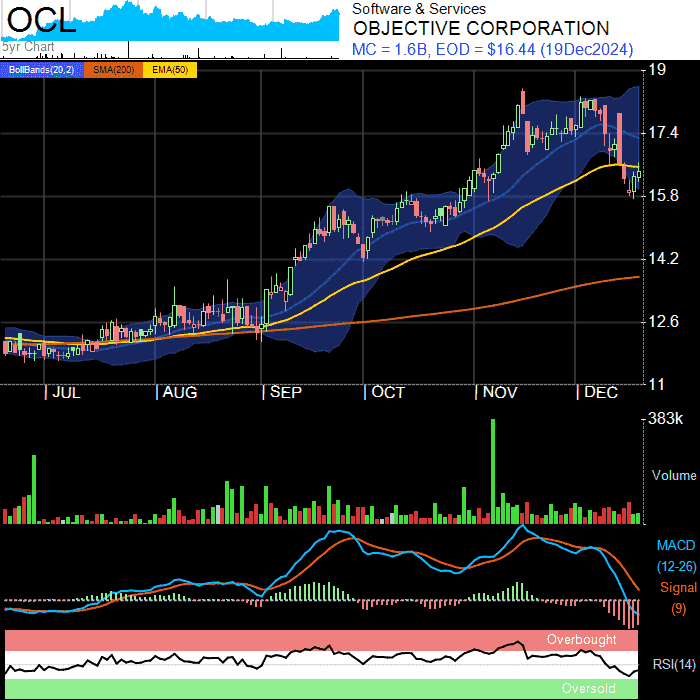 OCL
5yr Chart
Software & Services
OBJECTIVE CORPORATION
MC = 1.6B, EOD = $16.44 (19Dec2024)
BollBands(20,2) SMA(200) EMA(50)
19
17.4
15.8
14.2
12.6
11
JUL AUG SEP OCT NOV DEC
383k
Volume
MACD
(12-26)
Signal
(9)
Overbought
RSI(14)
Oversold